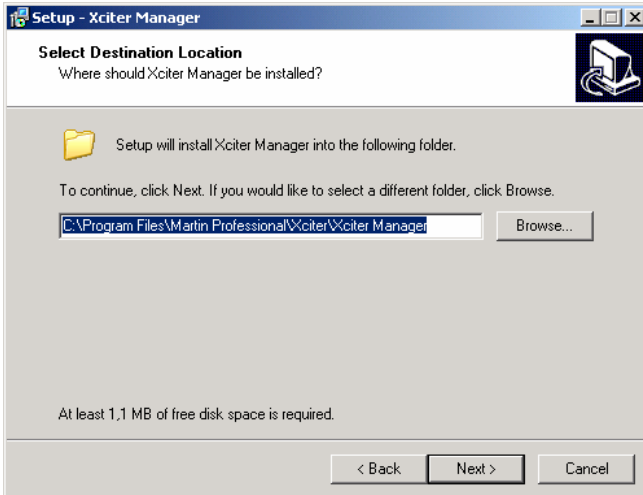 Setup - Xciter Manager
Select Destination Location
Where should Xciter Manager be installed?
Setup will install Xciter Manager into the following folder.
To continue, click Next. If you would like to select a different folder, click Browse.
C:\Program Files\Martin Professional\Xciter\Xciter Manager
Browse...
At least 1,1 MB of free disk space is required.
< Back
Next >
Cancel